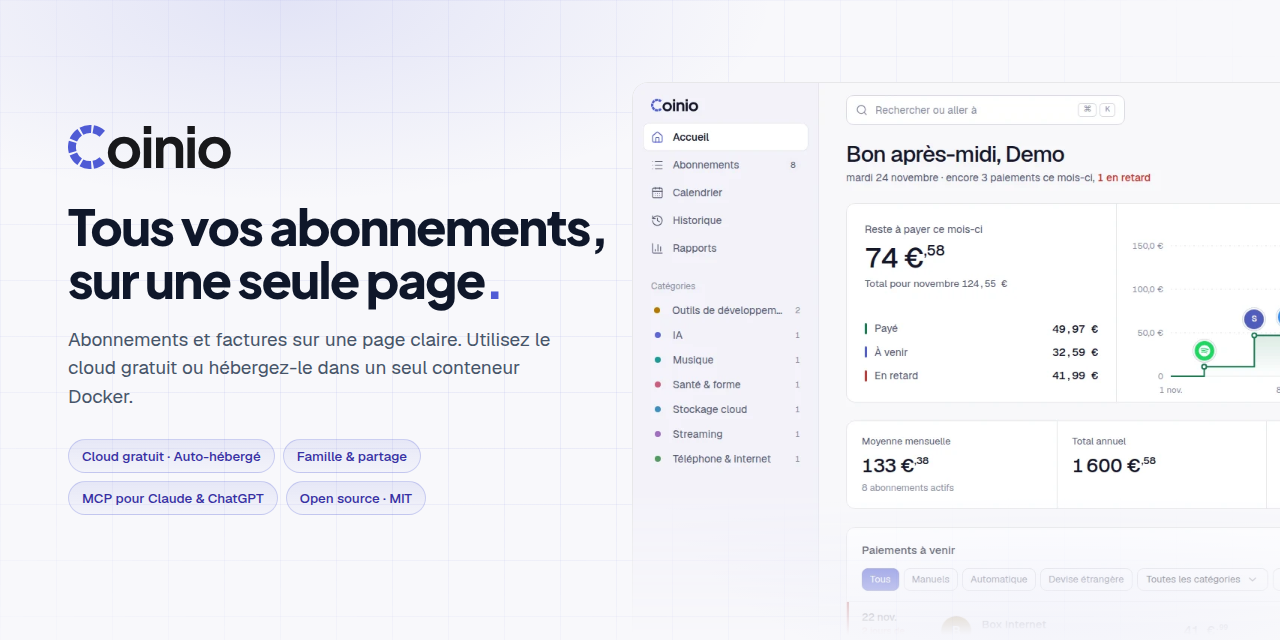 Coinio
Tous vos abonnements,
sur une seule page.
Abonnements et factures sur une page claire. Utilisez le
cloud gratuit ou hébergez-le dans un seul conteneur
Docker.
Cloud gratuit · Auto-hébergé
Famille & partage
MCP pour Claude & ChatGPT
Open source · MIT
Coinio
Accueil
Abonnements 8
Calendrier
Historique
Rapports
Catégories
Outils de développem... 2
IA 1
Musique 1
Santé & forme 1
Stockage cloud 1
Streaming 1
Téléphone & Internet 1
Rechercher ou aller à ⌘ K
Bon après-midi, Demo
mardi 24 novembre · encore 3 paiements ce mois-ci, 1 en retard
Reste à payer ce mois-ci
74 €,58
Total pour novembre 124,55 €
Payé 49,97 €
À venir 32,59 €
En retard 41,99 €
150,0 €
100,0 €
50,0 €
0
S
1 nov.
8
Moyenne mensuelle
133 €,38
8 abonnements actifs
Total annuel
1 600 €,58
Paiements à venir
Tous
Manuels
Automatique
Devise étrangère
Toutes les catégories
22 nov.
Box internet